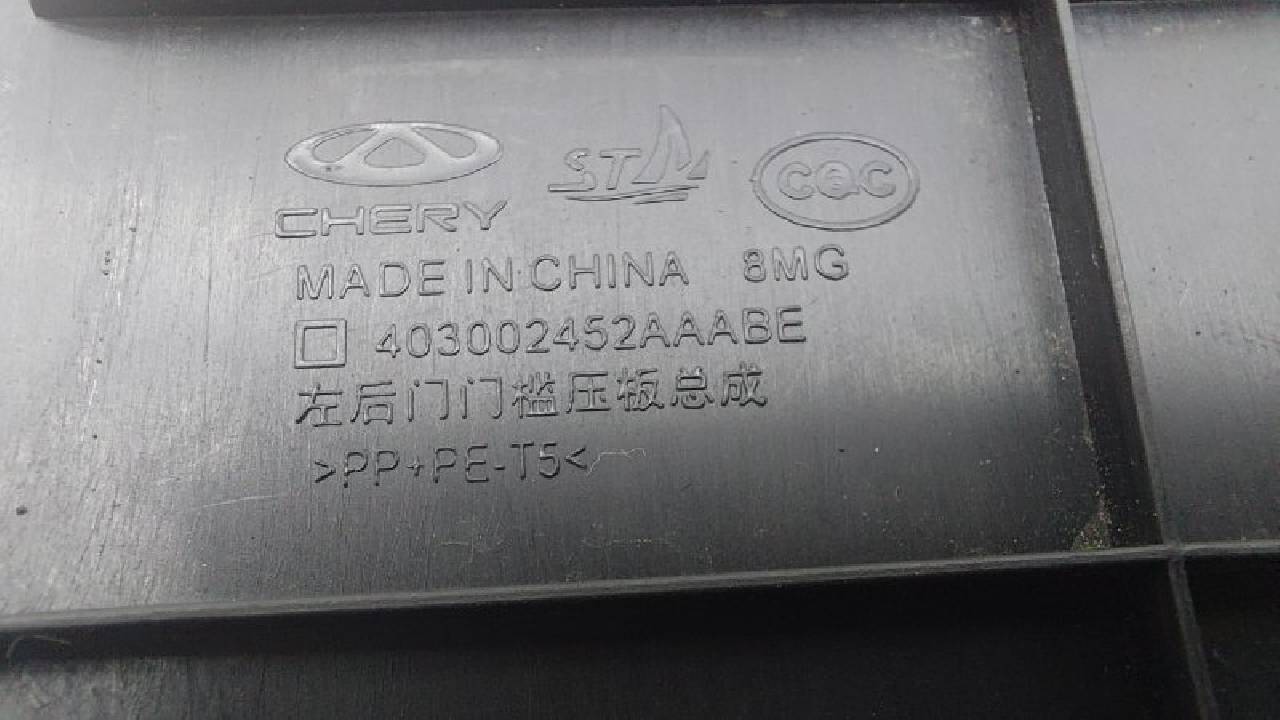 CHERY STM CQC
MADE IN CHINA 8MG
403002452AAABE
左后门门槛压板总成
>PP+PE-T5<